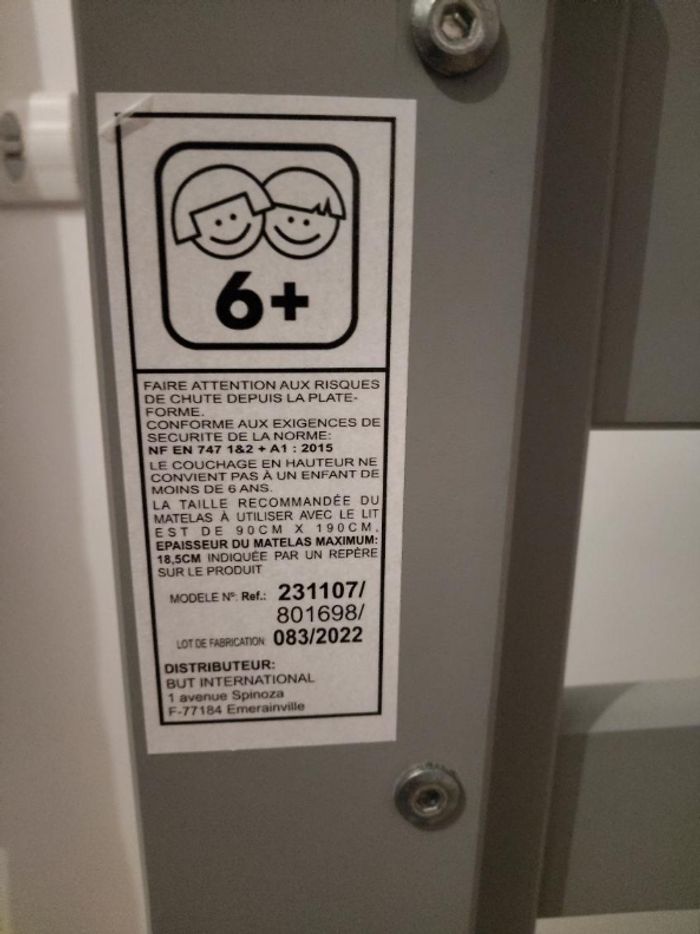 6+
FAIRE ATTENTION AUX RISQUES
DE CHUTE DEPUIS LA PLATE-
FORME.
CONFORME AUX EXIGENCES DE
SECURITE DE LA NORME:
NF EN 747 1&2 + A1 : 2015
LE COUCHAGE EN HAUTEUR NE
CONVIENT PAS À UN ENFANT DE
MOINS DE 6 ANS.
LA TAILLE RECOMMANDÉE DU
MATELAS À UTILISER AVEC LE LIT
EST DE 90CM X 190CM.
EPAISSEUR DU MATELAS MAXIMUM:
18,5CM INDIQUÉE PAR UN REPÈRE
SUR LE PRODUIT
MODELE Nº: Ref.: 231107/
801698/
LOT DE FABRICATION: 083/2022
DISTRIBUTEUR:
BUT INTERNATIONAL
1 avenue Spinoza
F-77184 Emerainville